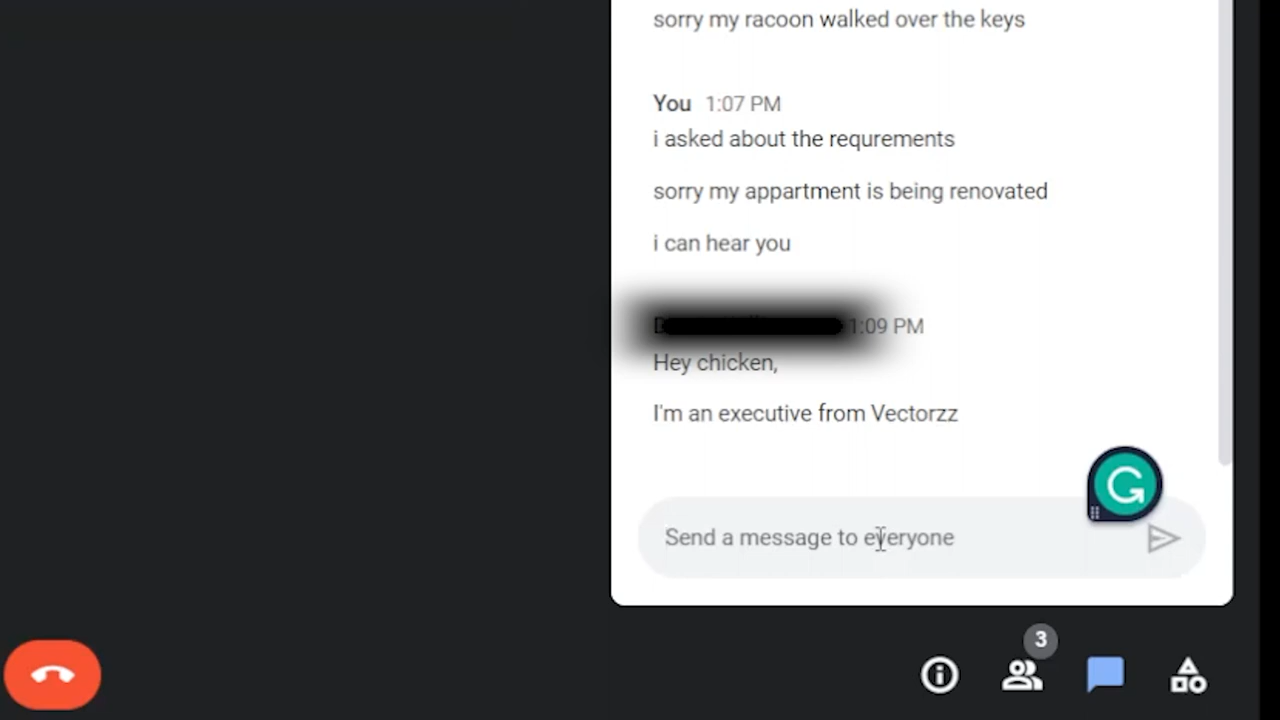 sorry my racoon walked over the keys
You 1:07 PM
i asked about the requrements
sorry my appartment is being renovated
i can hear you
1:09 PM
Hey chicken,
I'm an executive from Vectorzz
Send a message to everyone
3